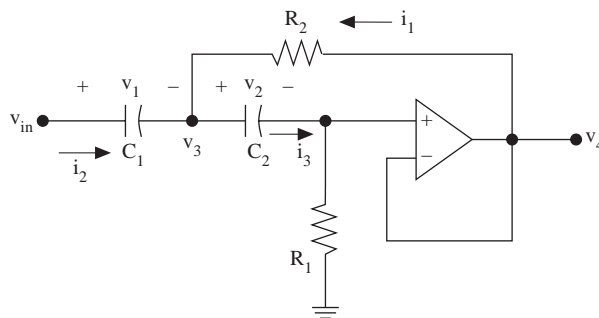 R2 i1
+ v1 − + v2 −
vin + v4
v3 −
C1 C2 i3
i2
R1